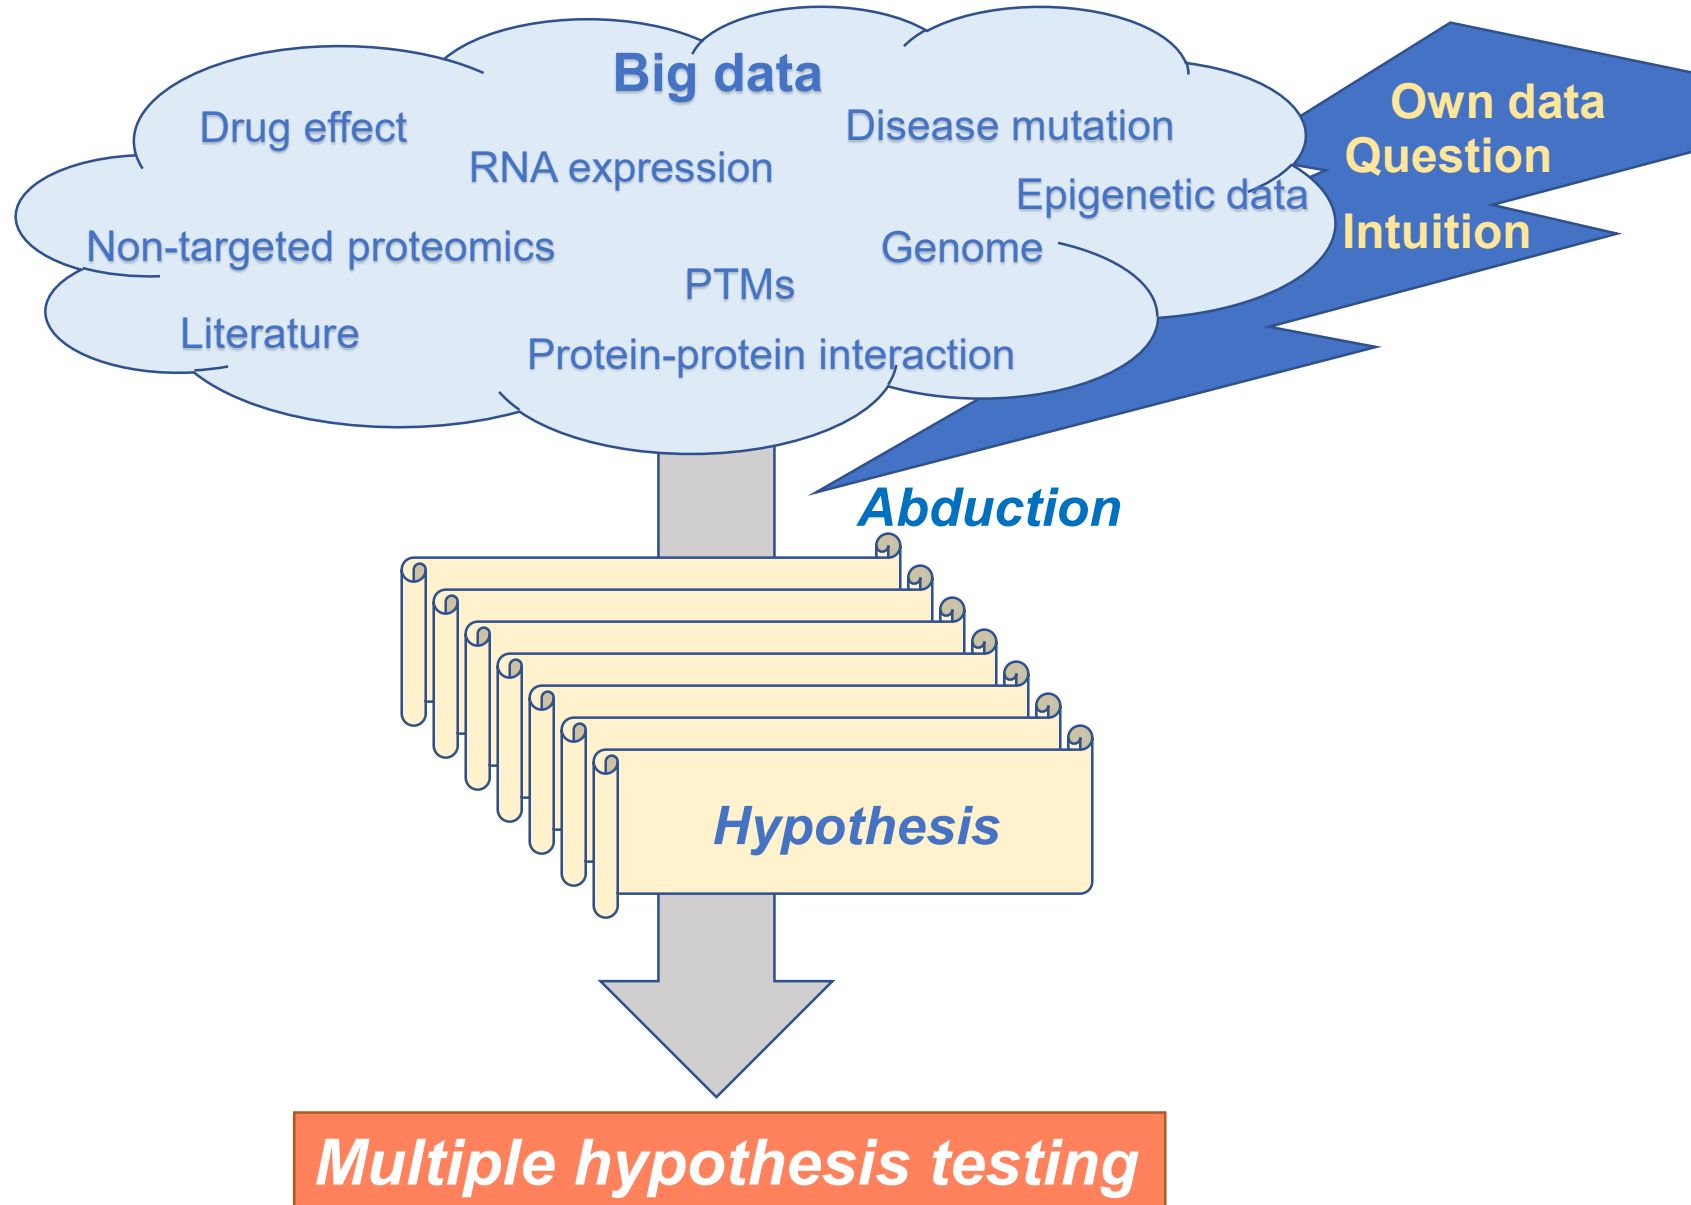 Big data
Drug effect
Disease mutation
RNA expression
Epigenetic data
Non-targeted proteomics
Genome
PTMs
Literature
Protein-protein interaction
Own data
Question
Intuition
Abduction
Hypothesis
Multiple hypothesis testing